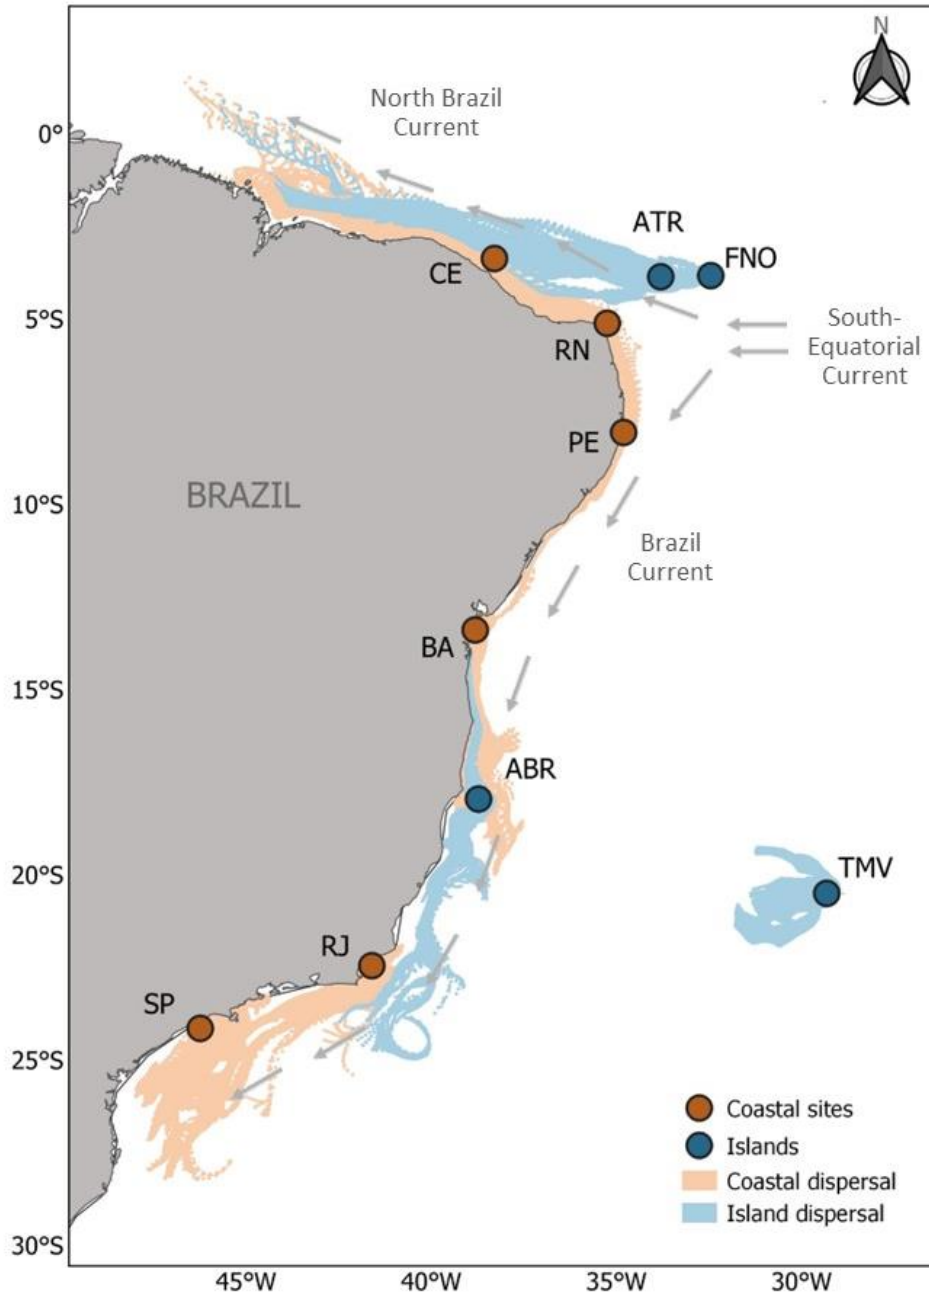 N
North Brazil
Current
0°
ATR
FNO
CE
5°S
South-
Equatorial
Current
RN
PE
BRAZIL
10°S
Brazil
Current
BA
15°S
ABR
20°S
TMV
RJ
SP
25°S
Coastal sites
Islands
Coastal dispersal
Island dispersal
30°S
45°W
40°W
35°W
30°W